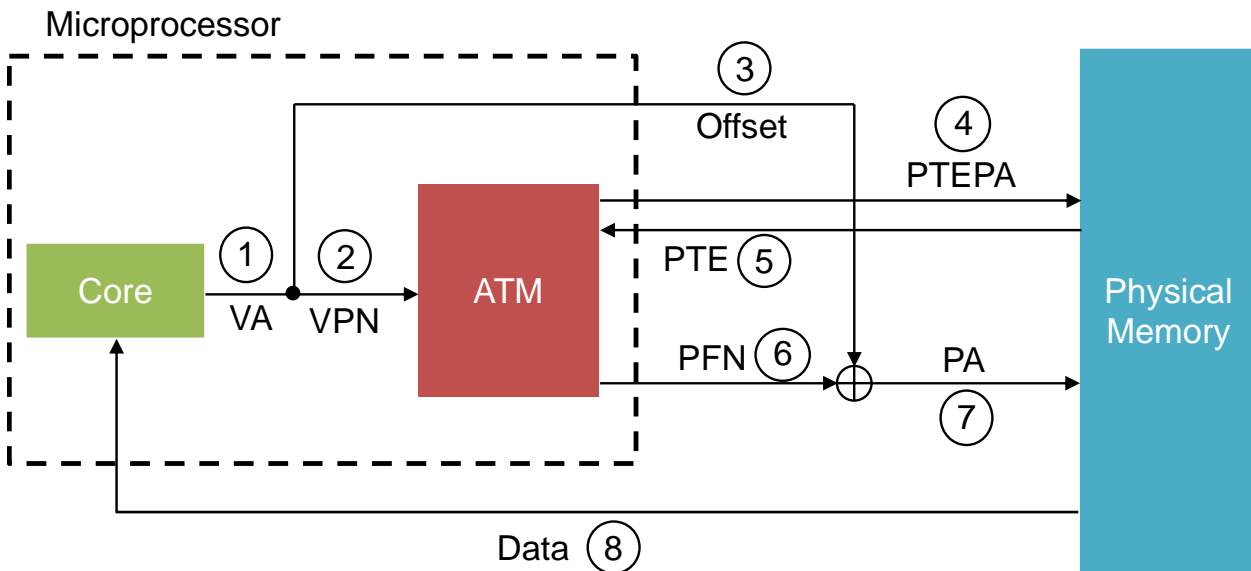 Microprocessor
3
Offset
4
PTEPA
1
2
Core
VA
VPN
ATM
PTE 5
Physical
Memory
PFN 6
PA
7
Data 8